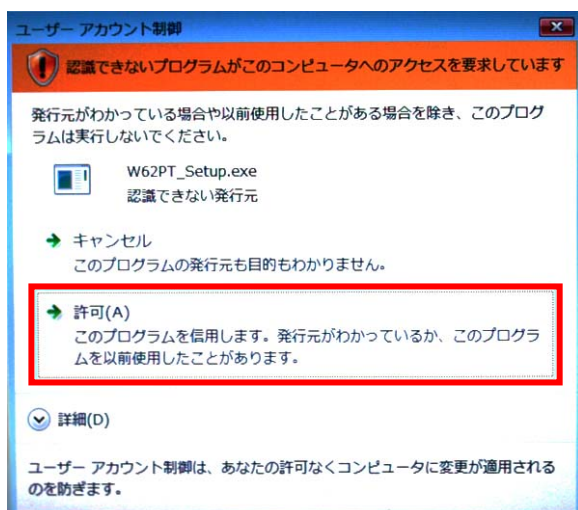 ユーザー アカウント制御
認識できないプログラムがこのコンピュータへのアクセスを要求しています
発行元がわかっている場合や以前使用したことがある場合を除き、このプログ
ラムは実行しないでください。
W62PT_Setup.exe
認識できない発行元
キャンセル
このプログラムの発行元も目的もわかりません。
許可(A)
このプログラムを信用します。発行元がわかっているか、このプログラ
ムを以前使用したことがあります。
詳細(D)
ユーザー アカウント制御は、あなたの許可なくコンピュータに変更が適用される
のを防ぎます。